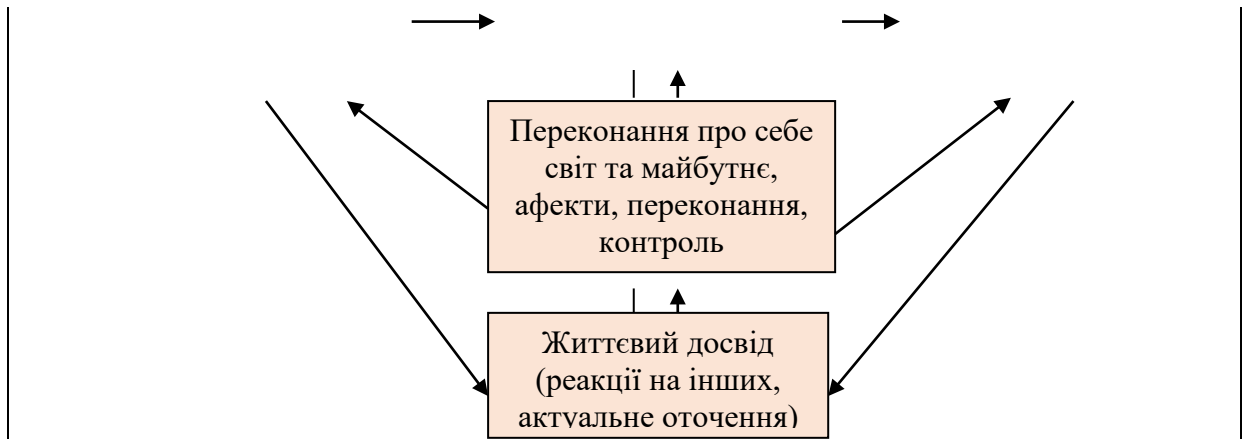 Переконання про себе
світ та майбутнє,
афекти, переконання,
контроль
Життєвий досвід
(реакції на інших,
актуальне оточення)